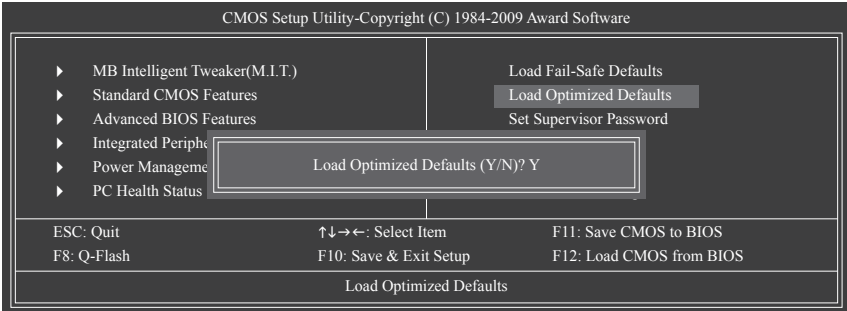 CMOS Setup Utility-Copyright (C) 1984-2009 Award Software
MB Intelligent Tweaker(M.I.T.)
Standard CMOS Features
Advanced BIOS Features
Integrated Periphe
Power Manageme
PC Health Status
Load Fail-Safe Defaults
Load Optimized Defaults
Set Supervisor Password
Load Optimized Defaults (Y/N)? Y
ESC: Quit ↑↓→←: Select Item F11: Save CMOS to BIOS
F8: Q-Flash F10: Save & Exit Setup F12: Load CMOS from BIOS
Load Optimized Defaults